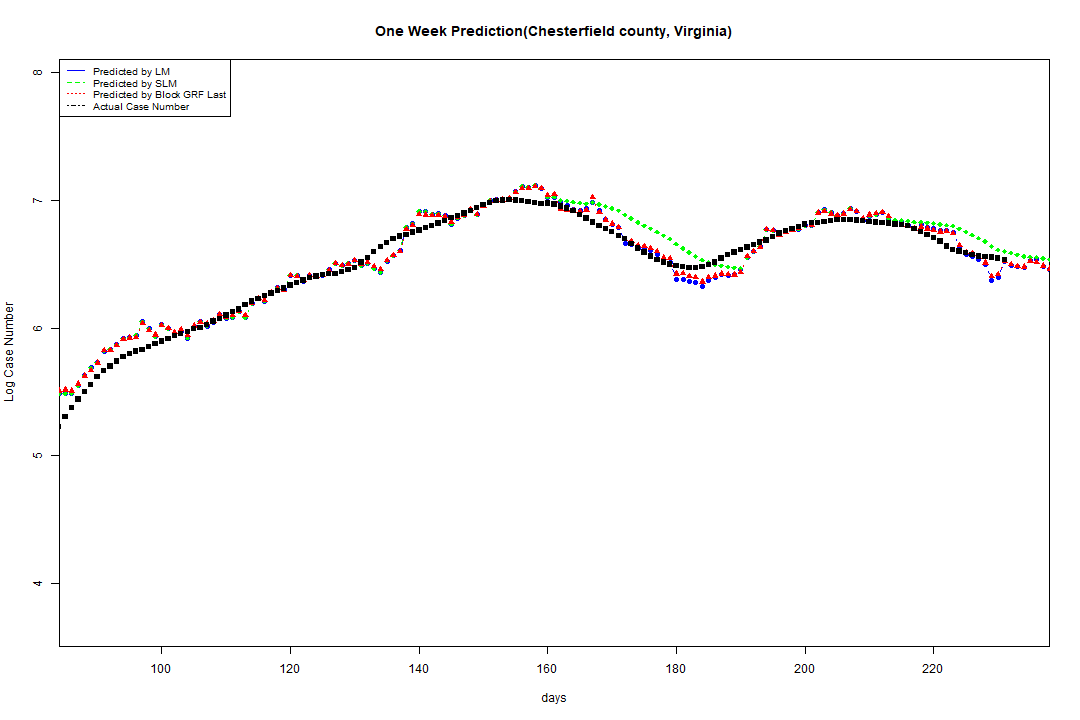 One Week Prediction(Chesterfield county, Virginia)
Predicted by LM
Predicted by SLM
Predicted by Block GRF Last
Actual Case Number
8
7
6
5
4
Log Case Number
100 120 140 160 180 200 220
days